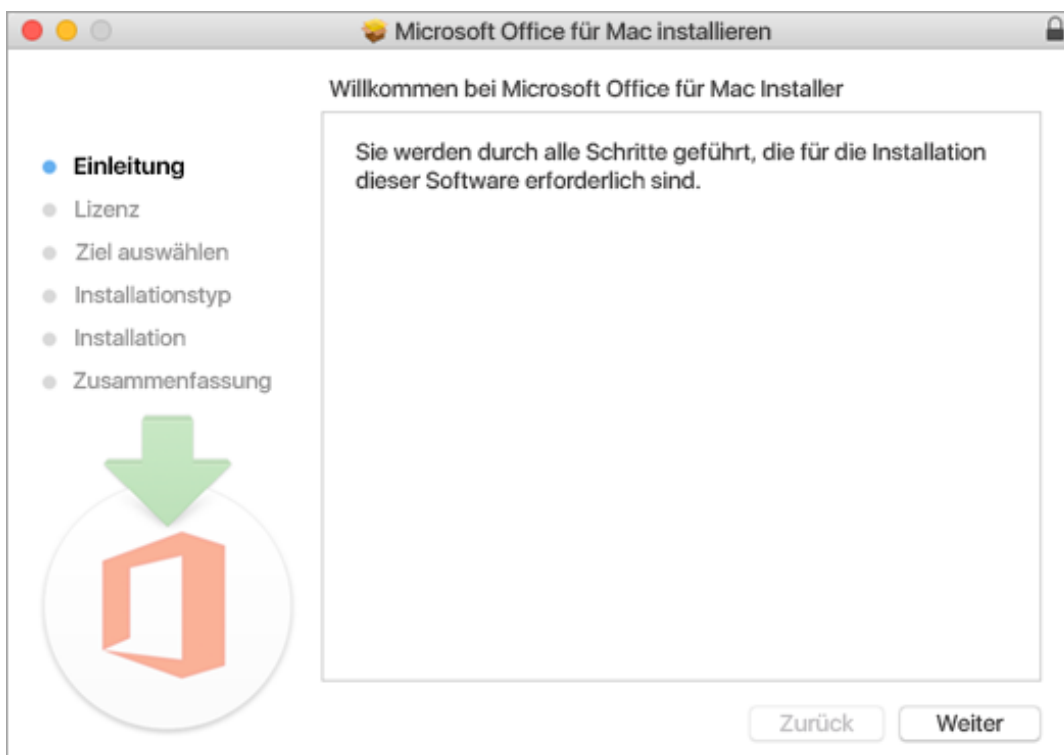 Microsoft Office für Mac installieren
Willkommen bei Microsoft Office für Mac Installer
Einleitung
Lizenz
Ziel auswählen
Installationstyp
Installation
Zusammenfassung
Sie werden durch alle Schritte geführt, die für die Installation
dieser Software erforderlich sind.
Zurück
Weiter